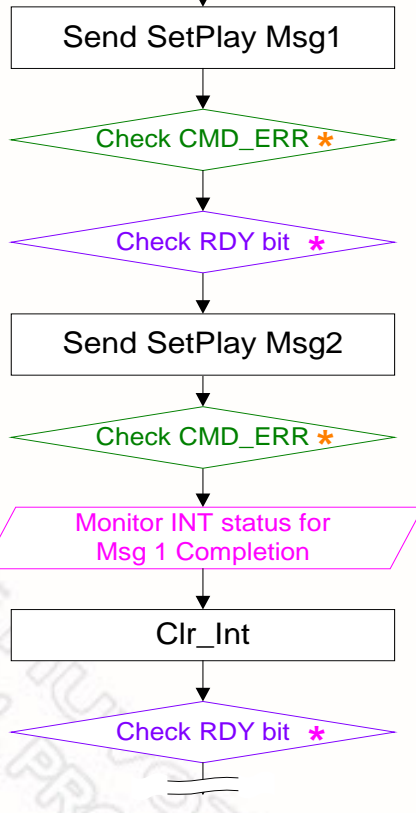 Send SetPlay Msg1
Check CMD_ERR *
Check RDY bit *
Send SetPlay Msg2
Check CMD_ERR *
Monitor INT status for
Msg 1 Completion
Clr_Int
Check RDY bit *